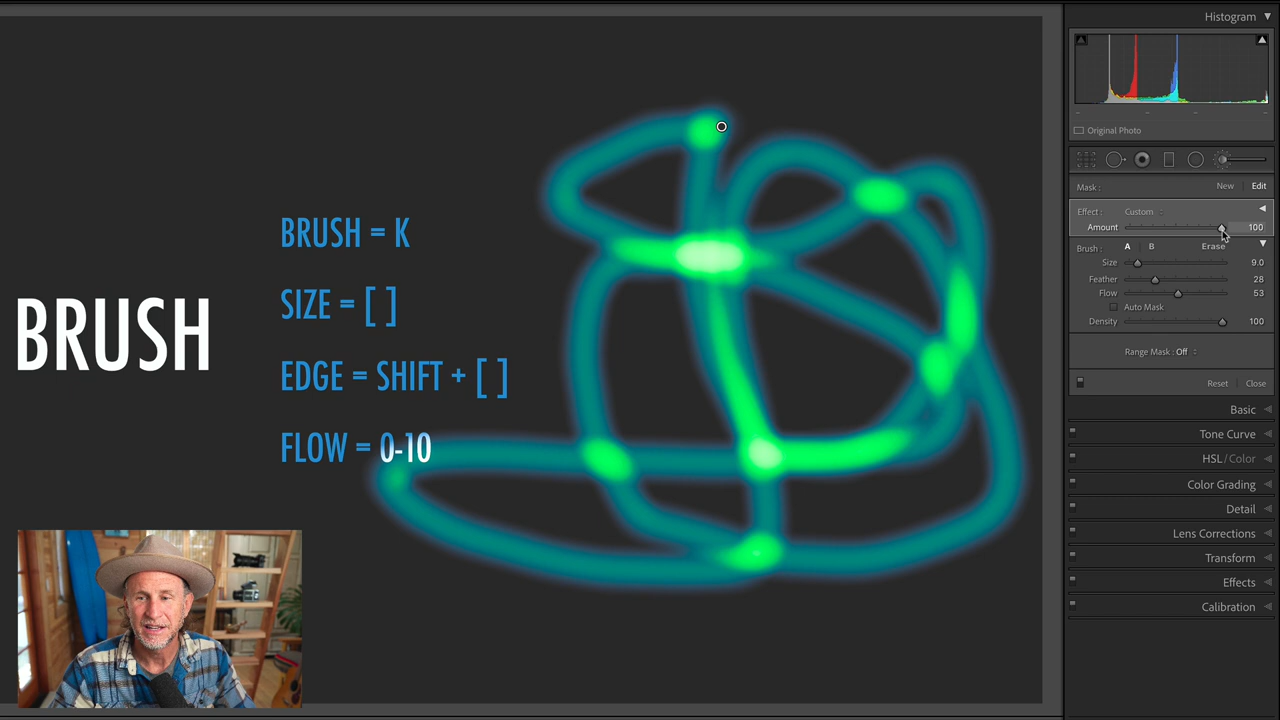 BRUSH
BRUSH = K
SIZE = [ ]
EDGE = SHIFT + [ ]
FLOW = 0-10
Histogram
Original Photo
Mask : New Edit
Effect : Custom
Amount 100
Brush : A B Erase
Size 9.0
Feather 28
Flow 53
Auto Mask
Density 100
Range Mask : Off
Reset Close
Basic
Tone Curve
HSL / Color
Color Grading
Detail
Lens Corrections
Transform
Effects
Calibration